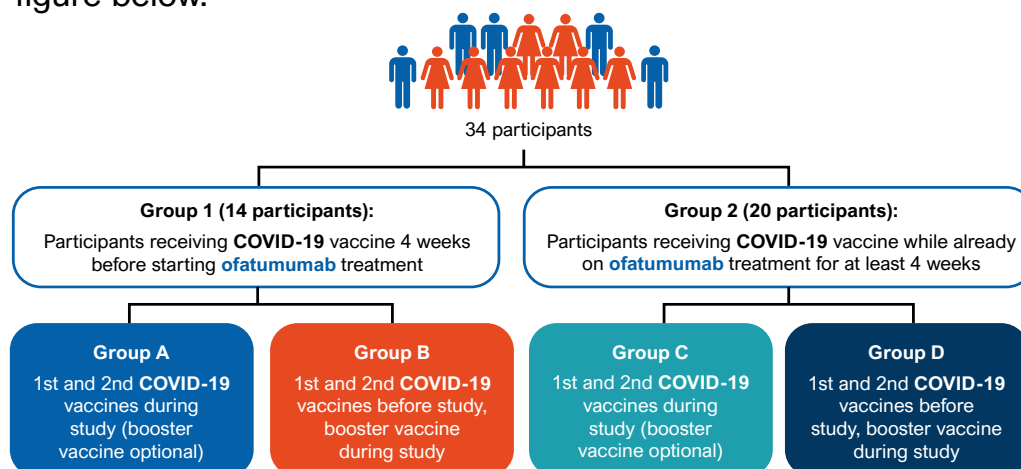 figure below.
34 participants
Group 1 (14 participants):
Participants receiving COVID-19 vaccine 4 weeks
before starting ofatumumab treatment
Group 2 (20 participants):
Participants receiving COVID-19 vaccine while already
on ofatumumab treatment for at least 4 weeks
Group A
1st and 2nd COVID-19
vaccines during
study (booster
vaccine optional)
Group B
1st and 2nd COVID-19
vaccines before study,
booster vaccine
during study
Group C
1st and 2nd COVID-19
vaccines during
study (booster
vaccine optional)
Group D
1st and 2nd COVID-19
vaccines before
study, booster vaccine
during study